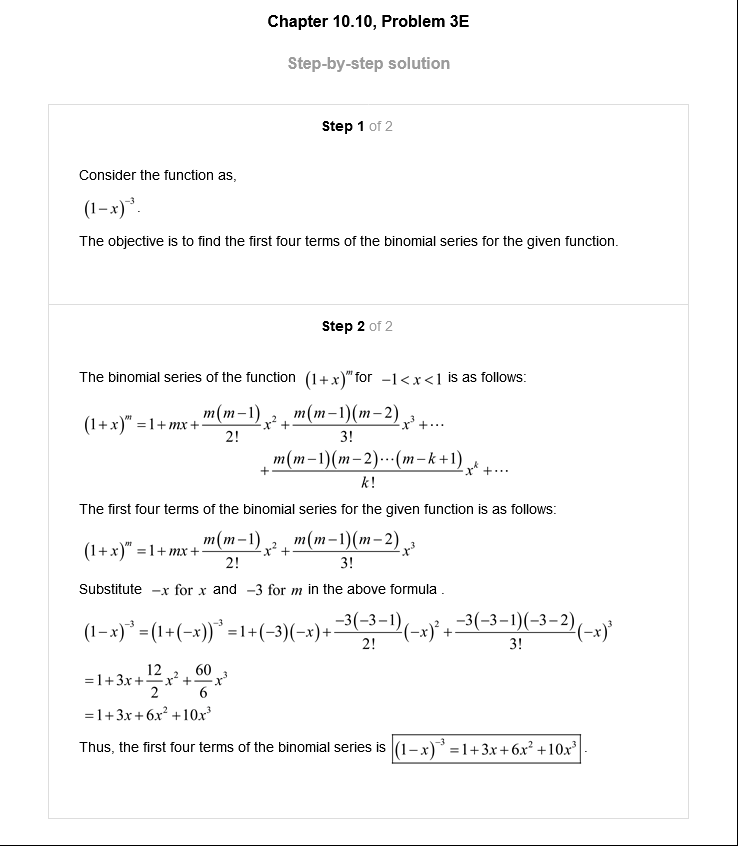 Chapter 10.10, Problem 3E
Step-by-step solution
Step 1 of 2
Consider the function as,
(1−x)^{-3}.
The objective is to find the first four terms of the binomial series for the given function.
Step 2 of 2
The binomial series of the function (1+x)^m for −1<x<1 is as follows:
(1+x)^m = 1+mx+\frac{m(m−1)}{2!}x^2+\frac{m(m−1)(m−2)}{3!}x^3+⋯
+\frac{m(m−1)(m−2)⋯(m−k+1)}{k!}x^k+⋯
The first four terms of the binomial series for the given function is as follows:
(1+x)^m = 1+mx+\frac{m(m−1)}{2!}x^2+\frac{m(m−1)(m−2)}{3!}x^3
Substitute −x for x and −3 for m in the above formula .
(1−x)^{-3} = (1+(−x))^{-3} = 1+(−3)(−x)+\frac{−3(−3−1)}{2!}(−x)^2+\frac{−3(−3−1)(−3−2)}{3!}(−x)^3
=1+3x+\frac{12}{2}x^2+\frac{60}{6}x^3
=1+3x+6x^2+10x^3
Thus, the first four terms of the binomial series is (1−x)^{-3} = 1+3x+6x^2+10x^3 .